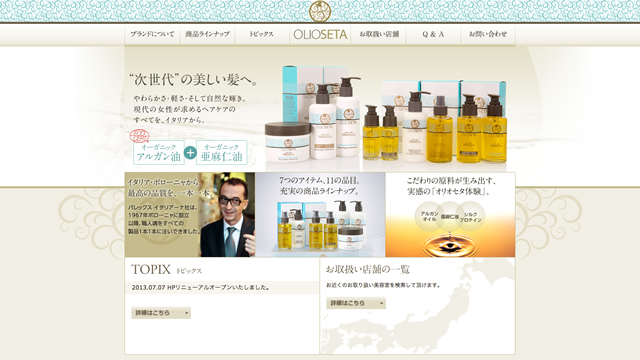 ブランドについて
商品ラインナップ
トピックス
OLIOSETA
お取扱い店舗
Q & A
お問い合わせ
“次世代”の美しい髪へ。
やわらかさ・軽さ・そして自然な輝き、
現代の女性が求めるヘアケアの
すべてを、イタリアから。
オーガニック
アルガン油
+
オーガニック
亜麻仁油
イタリア・ボローニャから
最高の品質を、一本一本。
バレックス イタリアーナ社は、
1967年ボローニャに設立
以降、職人魂をすべての
製品1本1本に注いできました。
7つのアイテム、11の品目。
充実の商品ラインナップ。
こだわりの原料が生み出す、
実感の「オリオセタ体験」。
アルガン
オイル
亜麻仁油
シルク
プロテイン
TOPIX トピックス
2013.07.07 HPリニューアルオープンいたしました。
詳細はこちら
お取扱い店舗の一覧
お近くのお取り扱い美容室を検索して頂けます。
詳細はこちら